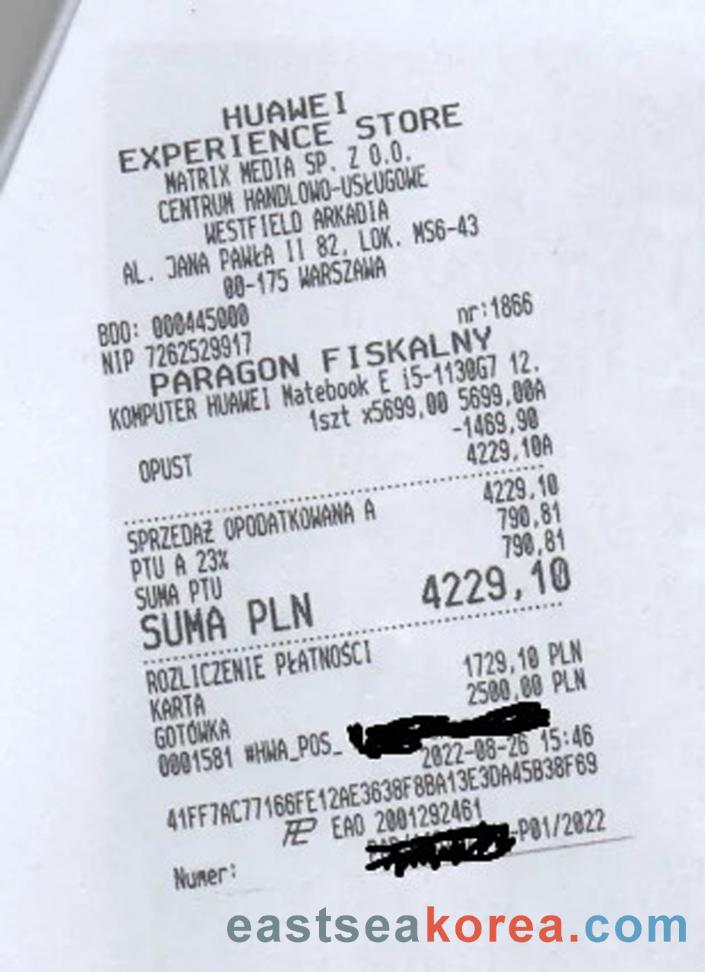 HUAWEI
EXPERIENCE STORE
MATRIX MEDIA SP. Z O.O.
CENTRUM HANDLOWO-USŁUGOWE
WESTFIELD ARKADIA
AL. JANA PAWŁA II 82, LOK. MS6-43
00-175 WARSZAWA
BDO: 000445000 nr:1866
NIP 7262529917
PARAGON FISKALNY
KOMPUTER HUAWEI Matebook E i5-1130G7 12.
1szt x5699,00 5699,00A
-1469,90
OPUST 4229,10A
SPRZEDAŻ OPODATKOWANA A 4229,10
PTU A 23% 790,81
SUMA PTU 790,81
SUMA PLN 4229,10
ROZLICZENIE PŁATNOŚCI
KARTA 1729,10 PLN
GOTÓWKA 2500,00 PLN
0001581 #HWA_POS_ 2022-08-26 15:46
41FF7AC77166FE12AE3638F8BA13E3DA45B38F69
EAO 2001292461
Numer: -P01/2022
eastseakorea.com